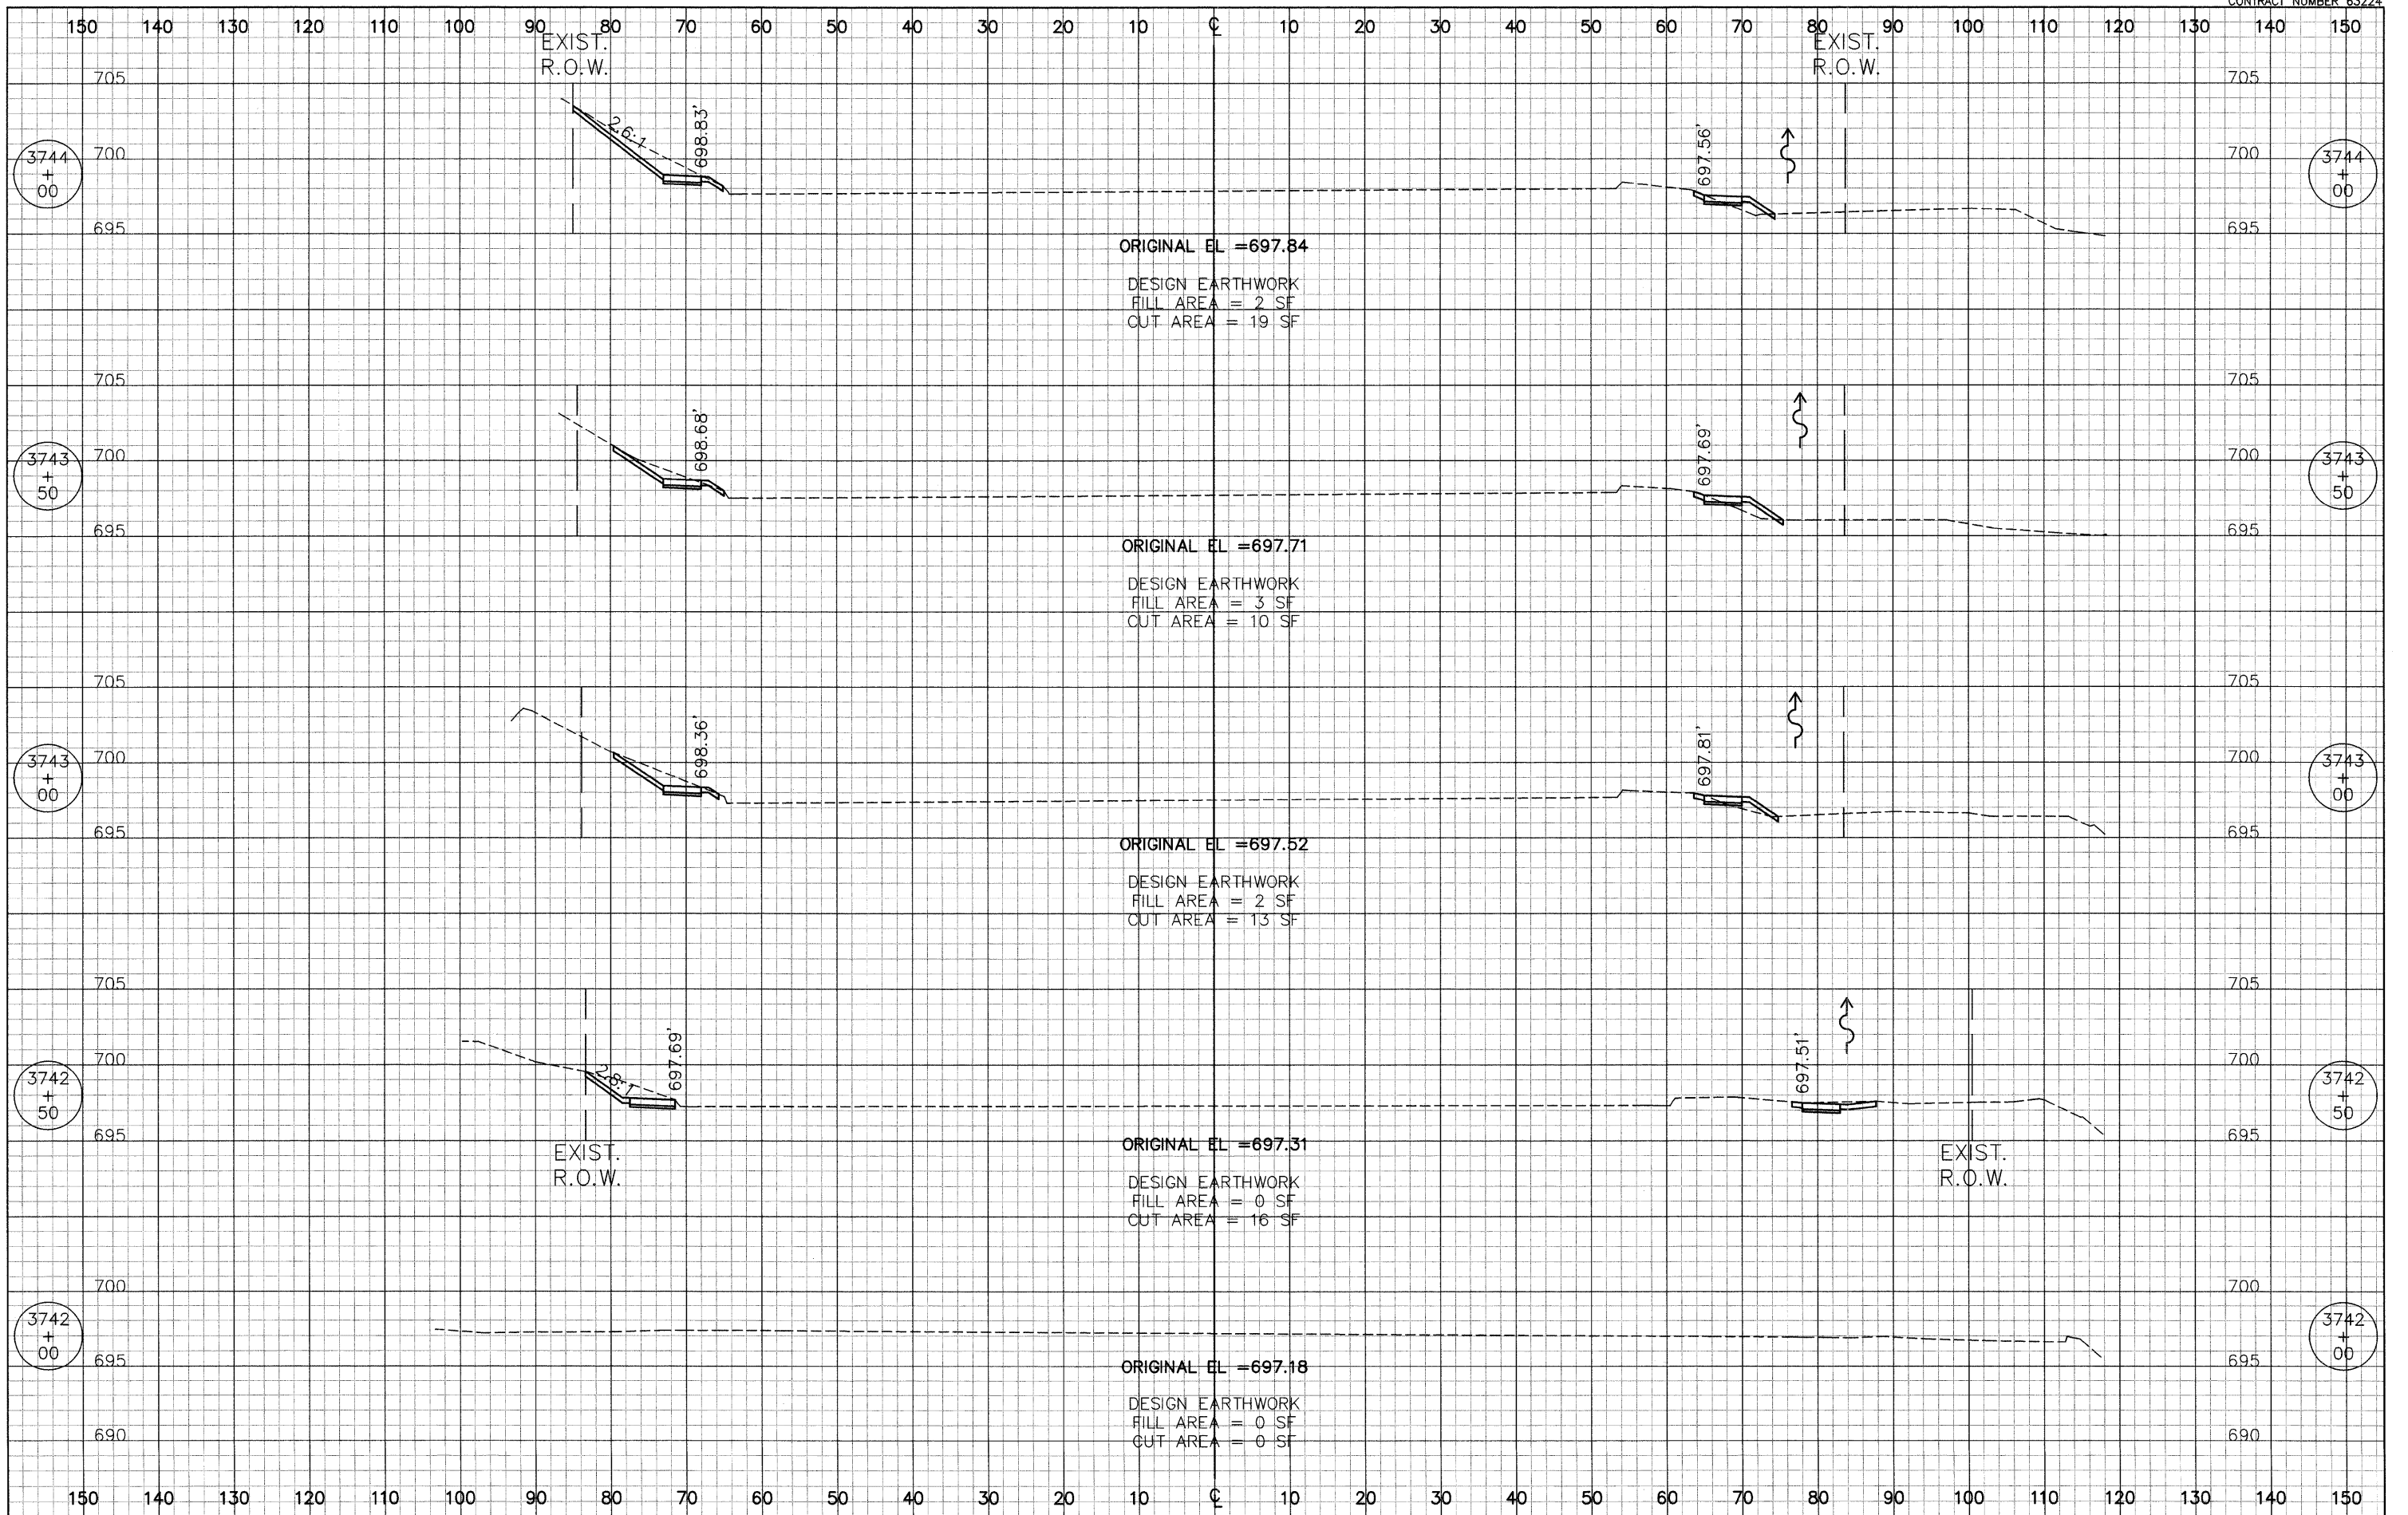 CONTRACT NUMBER 63224
150 140 130 120 110 100 90 80 70 60 50 40 30 20 10 ℄ 10 20 30 40 50 60 70 80 90 100 110 120 130 140 150
EXIST. EXIST.
R.O.W. R.O.W.
705 705
698.83' 697.56'
2.6:1
3744 700 700 3744
+ +
00 00
695 695
ORIGINAL EL =697.84
DESIGN EARTHWORK
FILL AREA = 2 SF
CUT AREA = 19 SF
705 705
698.68' 697.69'
3743 700 700 3743
+ +
50 50
695 695
ORIGINAL EL =697.71
DESIGN EARTHWORK
FILL AREA = 3 SF
CUT AREA = 10 SF
705 705
698.36' 697.81'
3743 700 700 3743
+ +
00 00
695 695
ORIGINAL EL =697.52
DESIGN EARTHWORK
FILL AREA = 2 SF
CUT AREA = 13 SF
705 705
697.69' 697.51'
700 700
2.8:1
3742 3742
+ +
50 50
695 695
ORIGINAL EL =697.31
EXIST. EXIST.
R.O.W. R.O.W.
DESIGN EARTHWORK
FILL AREA = 0 SF
CUT AREA = 16 SF
700 700
3742 3742
+ +
00 00
695 695
ORIGINAL EL =697.18
DESIGN EARTHWORK
FILL AREA = 0 SF
CUT AREA = 0 SF
690 690
150 140 130 120 110 100 90 80 70 60 50 40 30 20 10 ℄ 10 20 30 40 50 60 70 80 90 100 110 120 130 140 150